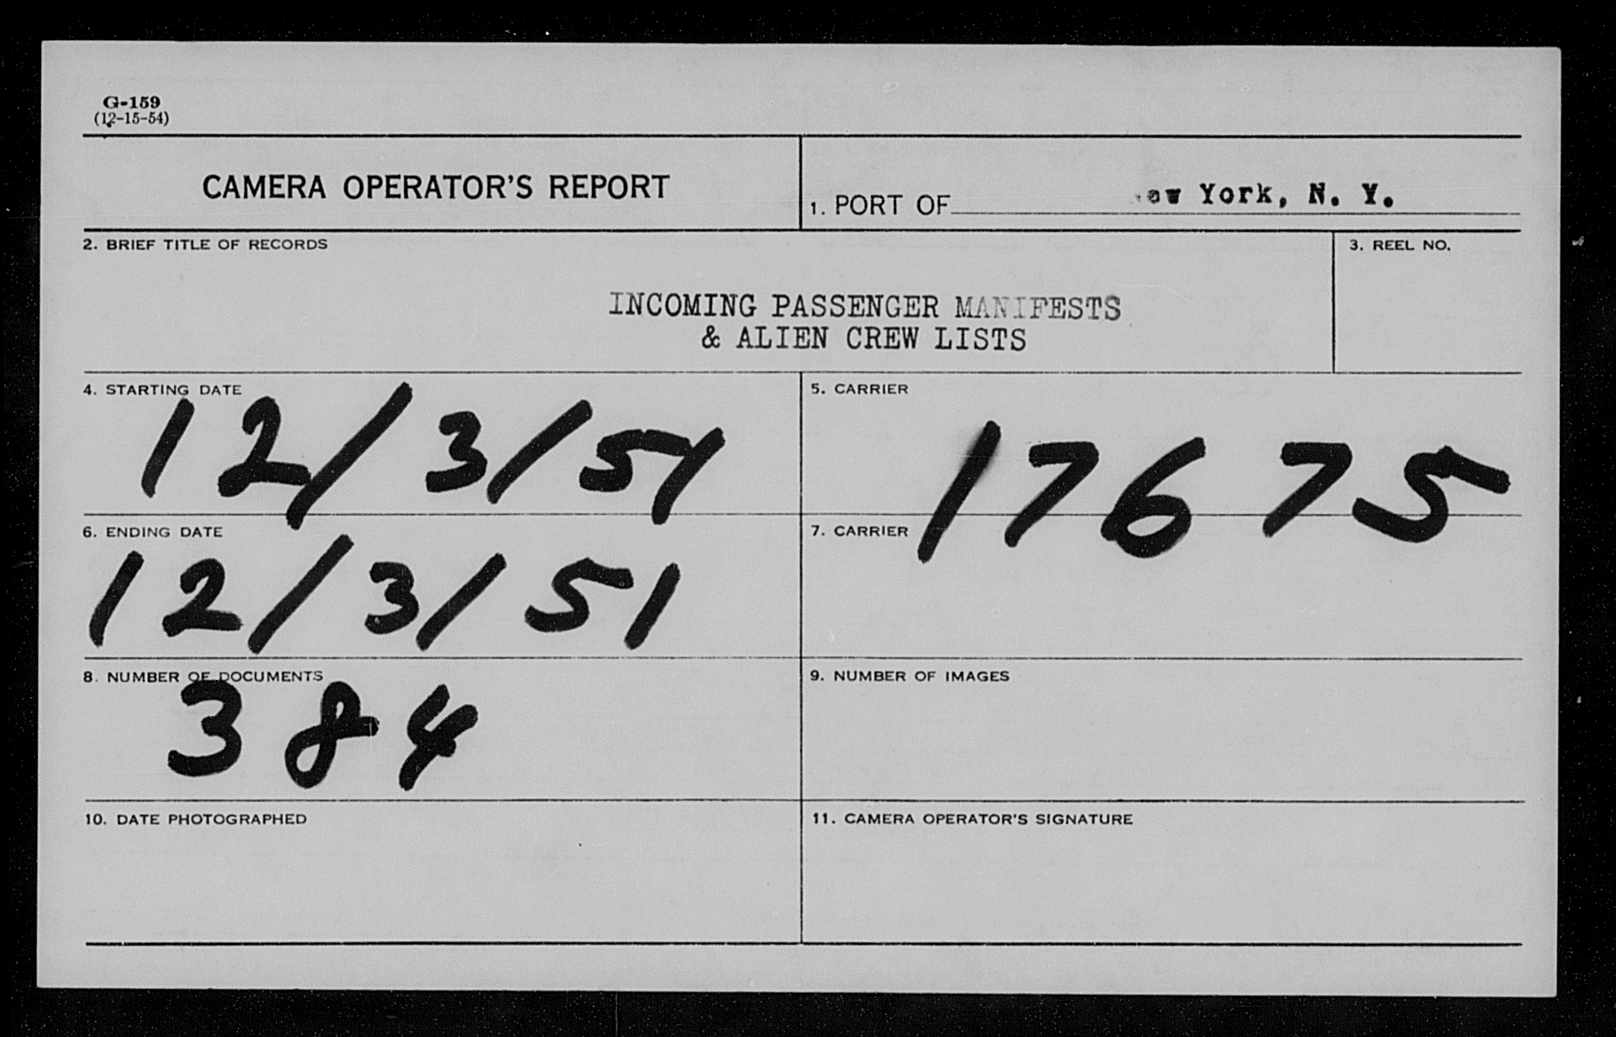 G-159
(12-15-54)
CAMERA OPERATOR'S REPORT
1. PORT OF
York, N. Y.
2. BRIEF TITLE OF RECORDS
3. REEL NO.
INCOMING PASSENGER MANIFESTS
& ALIEN CREW LISTS
4. STARTING DATE
12/3/51
5. CARRIER
17675
6. ENDING DATE
12/3/51
7. CARRIER
8. NUMBER OF DOCUMENTS
384
9. NUMBER OF IMAGES
10. DATE PHOTOGRAPHED
11. CAMERA OPERATOR'S SIGNATURE